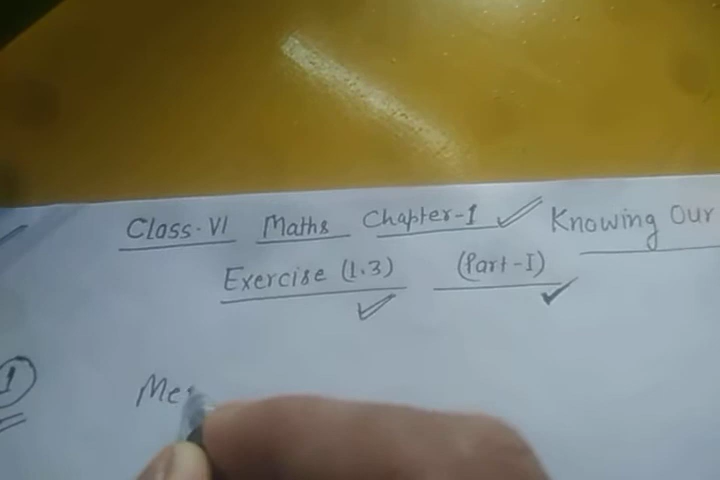 Class-VI Maths Chapter-1 Knowing Our
Exercise (1.3) (Part-I)
1